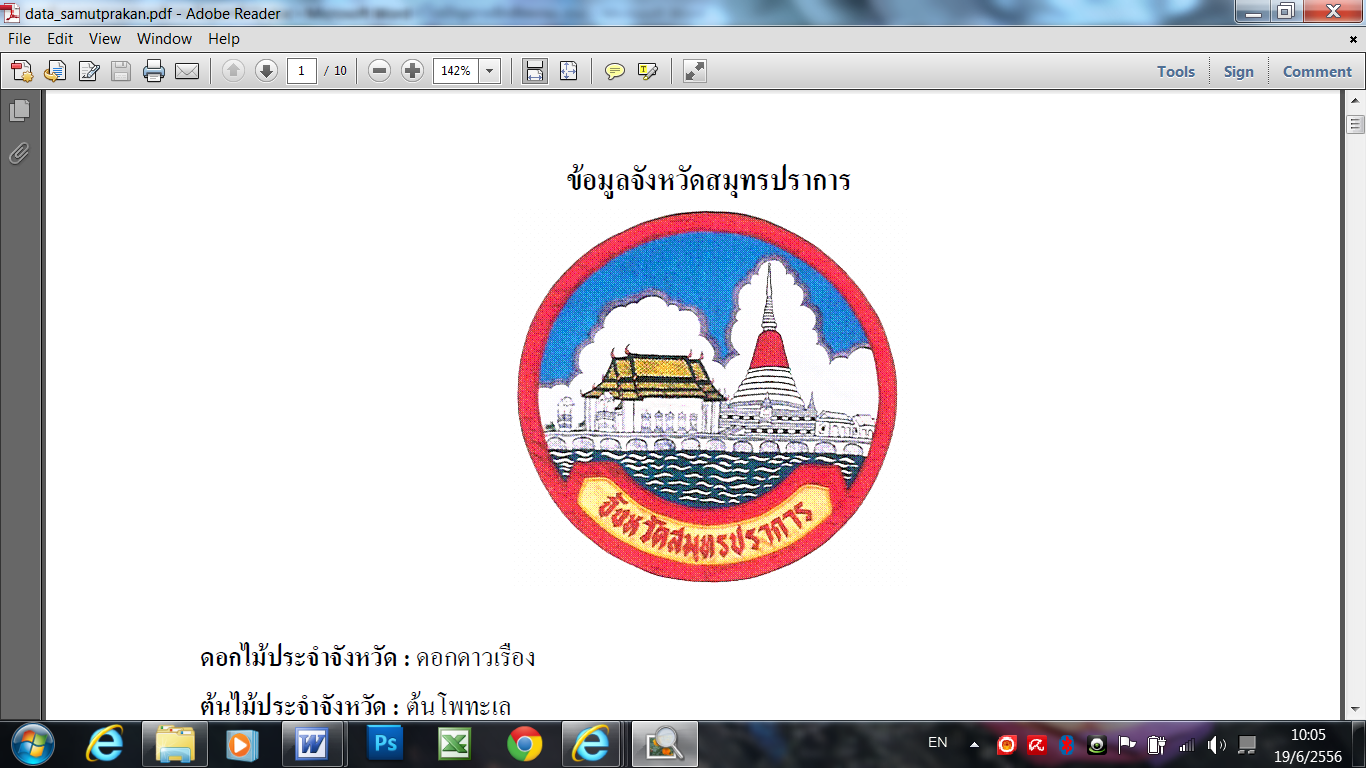 data_samutprakan.pdf - Adobe Reader
File Edit View Window Help
1 / 10 142% Tools Sign Comment
ข้อมูลจังหวัดสมุทรปราการ
จังหวัดสมุทรปราการ
ดอกไม้ประจำจังหวัด : ดอกดาวเรือง
ต้นไม้ประจำจังหวัด : ต้นโพทะเล
EN 10:05
19/6/2556